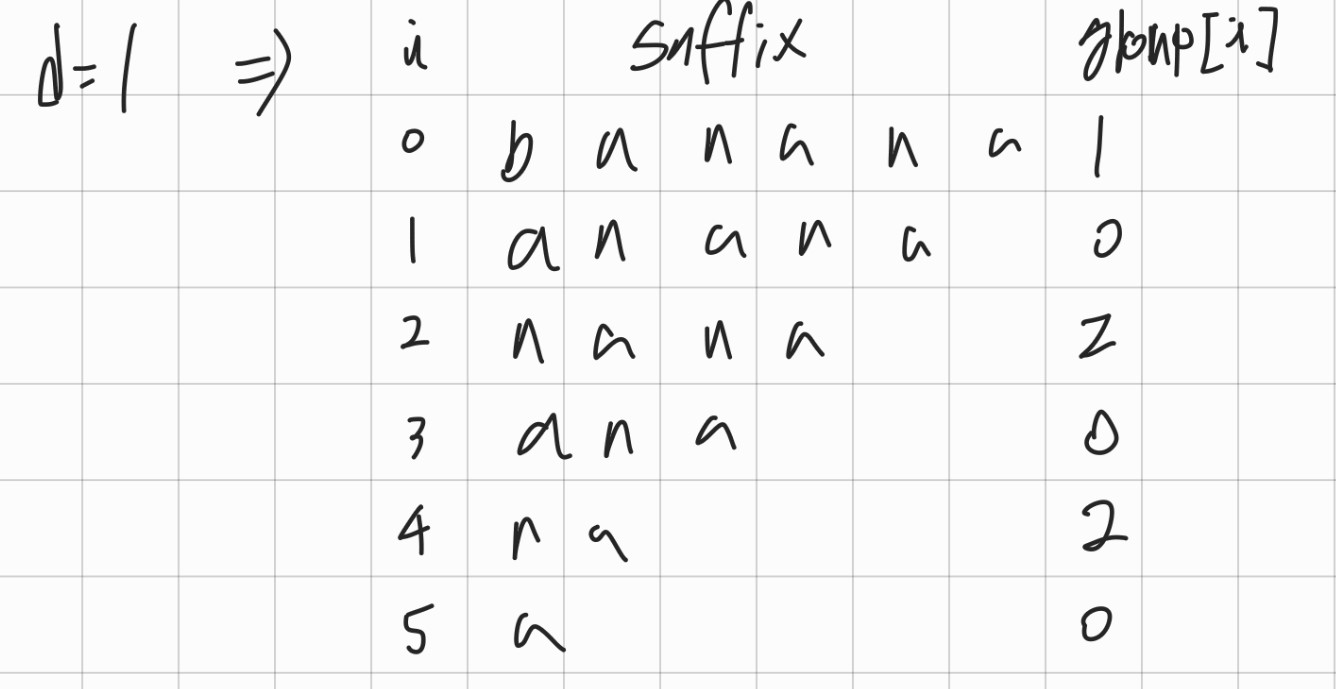 d=1 ⇒ i suffix group[i]
0 b a n a n a 1
1 a n a n a 0
2 n a n a 2
3 a n a 0
4 n a 2
5 a 0